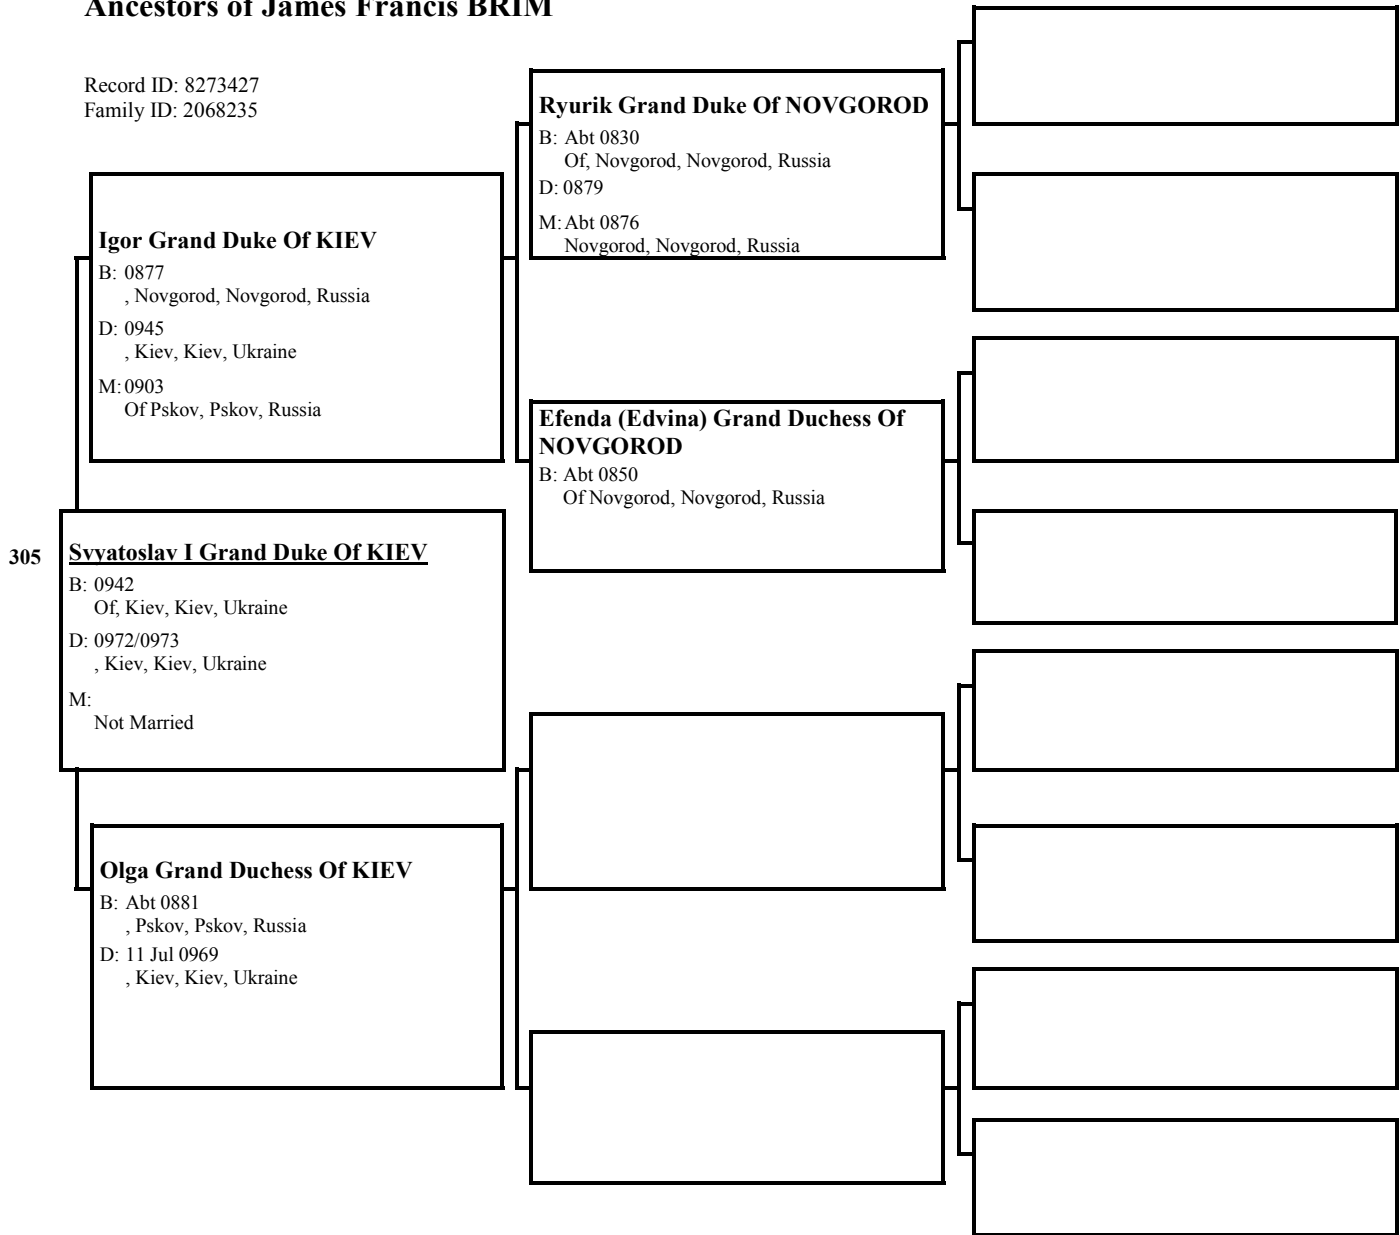 Ancestors of James Francis BRIM
Record ID: 8273427
Family ID: 2068235
Ryurik Grand Duke Of NOVGOROD
B: Abt 0830
Of, Novgorod, Novgorod, Russia
D: 0879
M: Abt 0876
Novgorod, Novgorod, Russia
Igor Grand Duke Of KIEV
B: 0877
, Novgorod, Novgorod, Russia
D: 0945
, Kiev, Kiev, Ukraine
M: 0903
Of Pskov, Pskov, Russia
Efenda (Edvina) Grand Duchess Of
NOVGOROD
B: Abt 0850
Of Novgorod, Novgorod, Russia
305
Svyatoslav I Grand Duke Of KIEV
B: 0942
Of, Kiev, Kiev, Ukraine
D: 0972/0973
, Kiev, Kiev, Ukraine
M:
Not Married
Olga Grand Duchess Of KIEV
B: Abt 0881
, Pskov, Pskov, Russia
D: 11 Jul 0969
, Kiev, Kiev, Ukraine